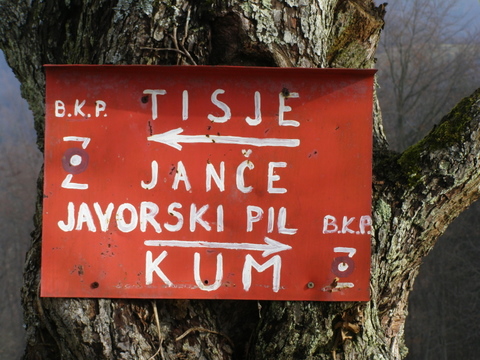 B.K.P. TISJE
JANČE
JAVORSKI PIL B.K.P.
KUM